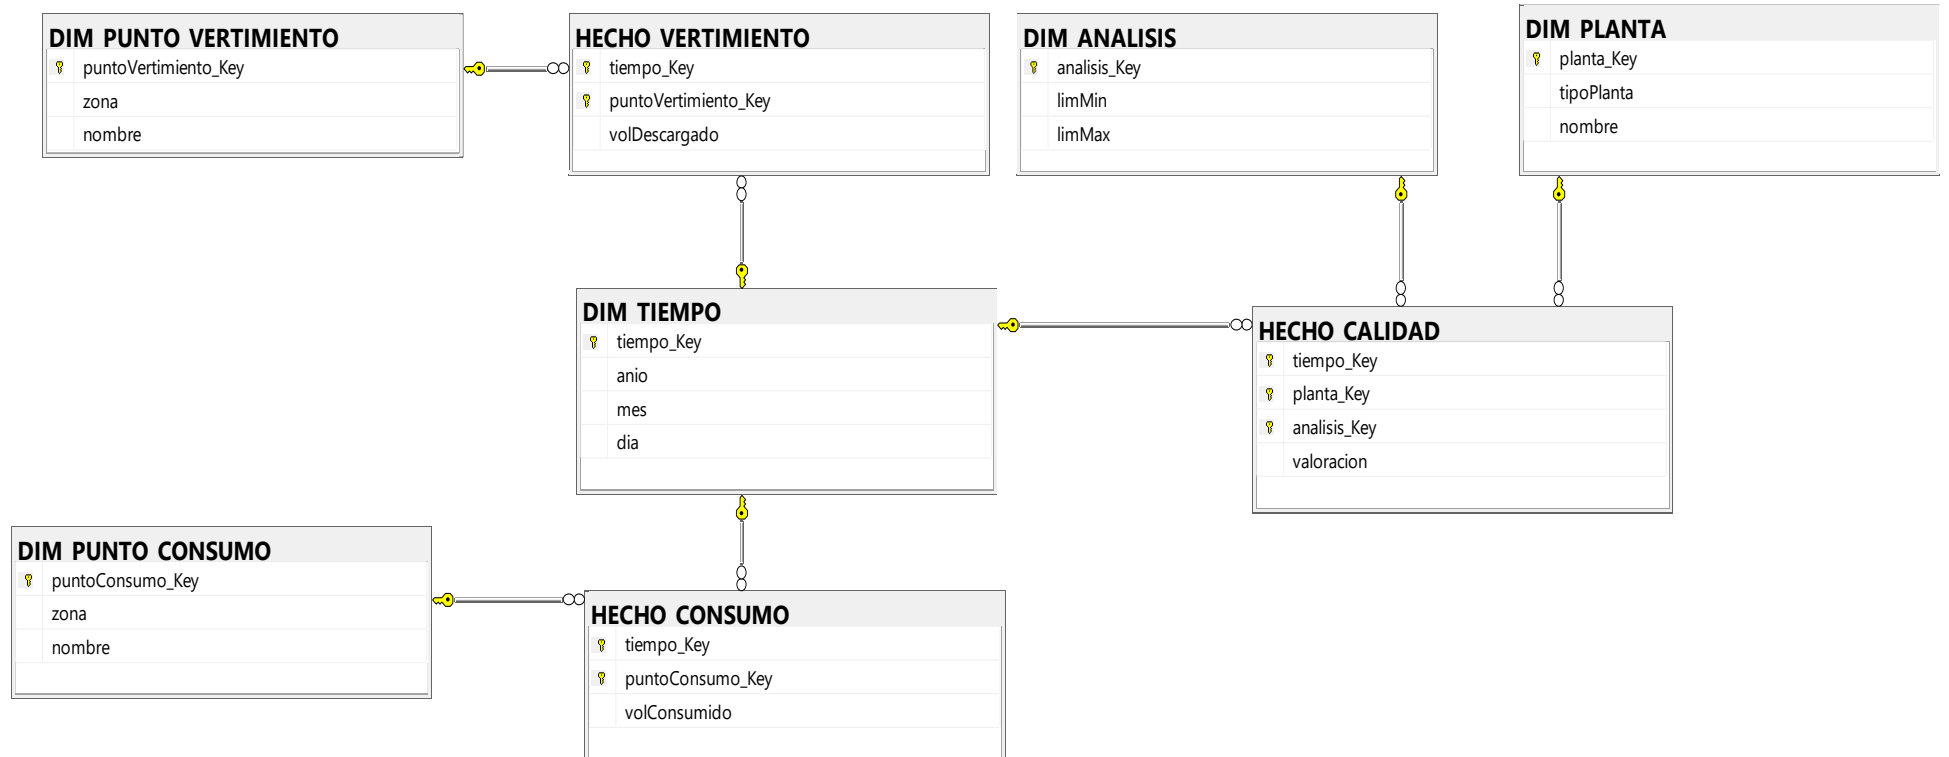 DIM PUNTO VERTIMIENTO
puntoVertimiento_Key
zona
nombre
HECHO VERTIMIENTO
tiempo_Key
puntoVertimiento_Key
volDescargado
DIM ANALISIS
analisis_Key
limMin
limMax
DIM PLANTA
planta_Key
tipoPlanta
nombre
DIM TIEMPO
tiempo_Key
anio
mes
dia
HECHO CALIDAD
tiempo_Key
planta_Key
analisis_Key
valoracion
DIM PUNTO CONSUMO
puntoConsumo_Key
zona
nombre
HECHO CONSUMO
tiempo_Key
puntoConsumo_Key
volConsumido